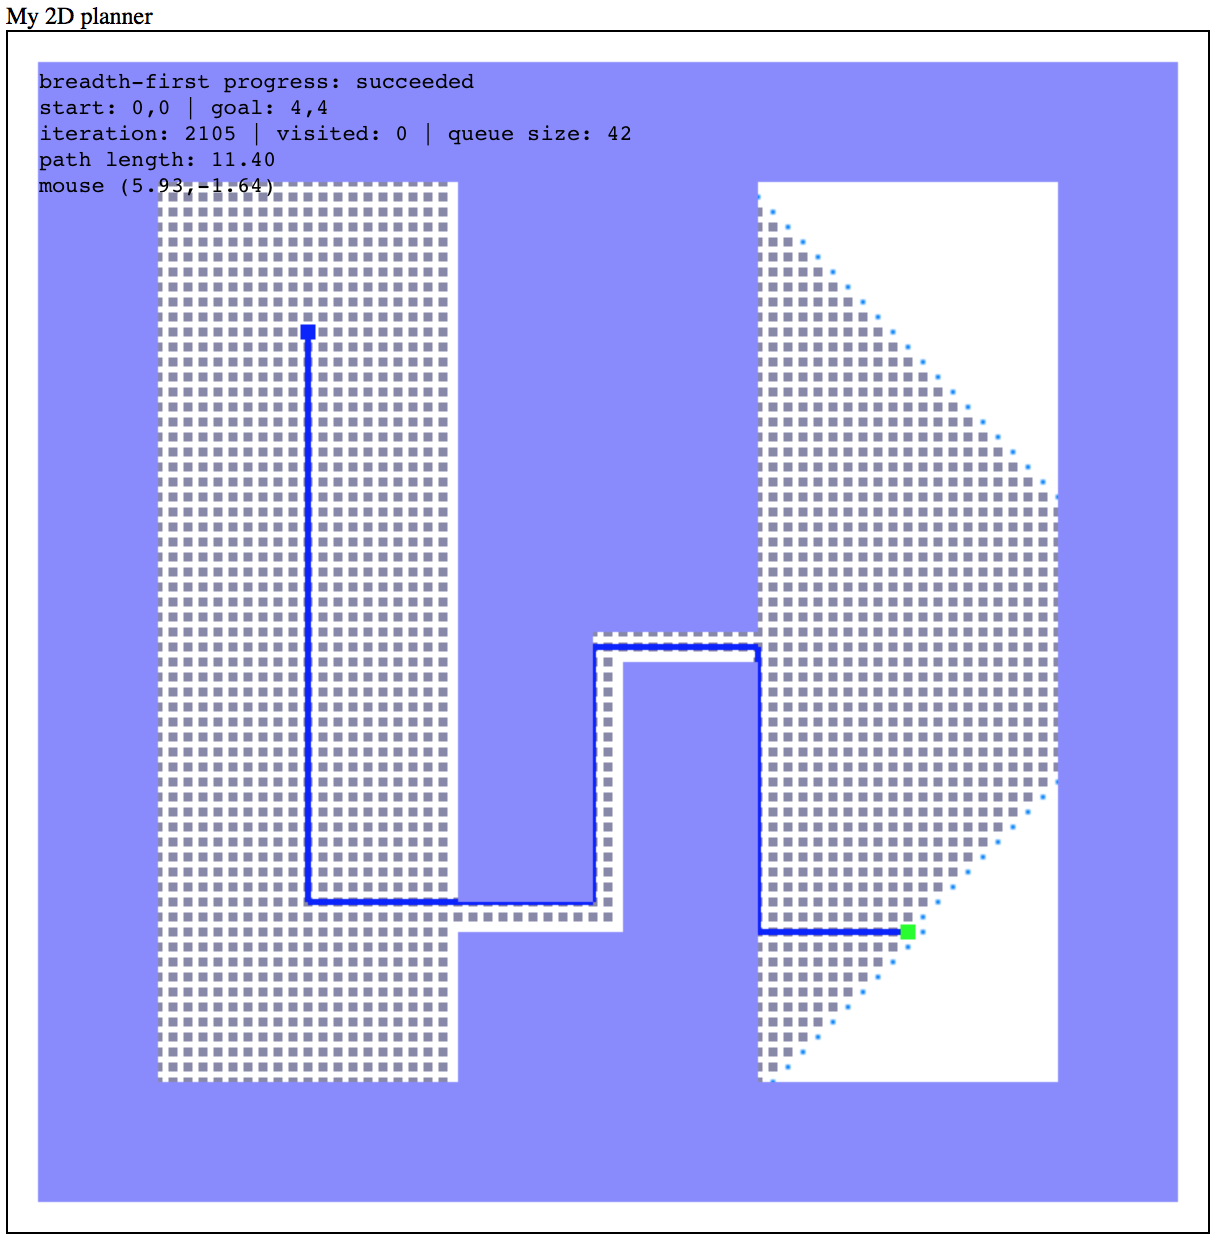 My 2D planner
breadth-first progress: succeeded
start: 0,0 | goal: 4,4
iteration: 2105 | visited: 0 | queue size: 42
path length: 11.40
mouse (5.93,-1.64)